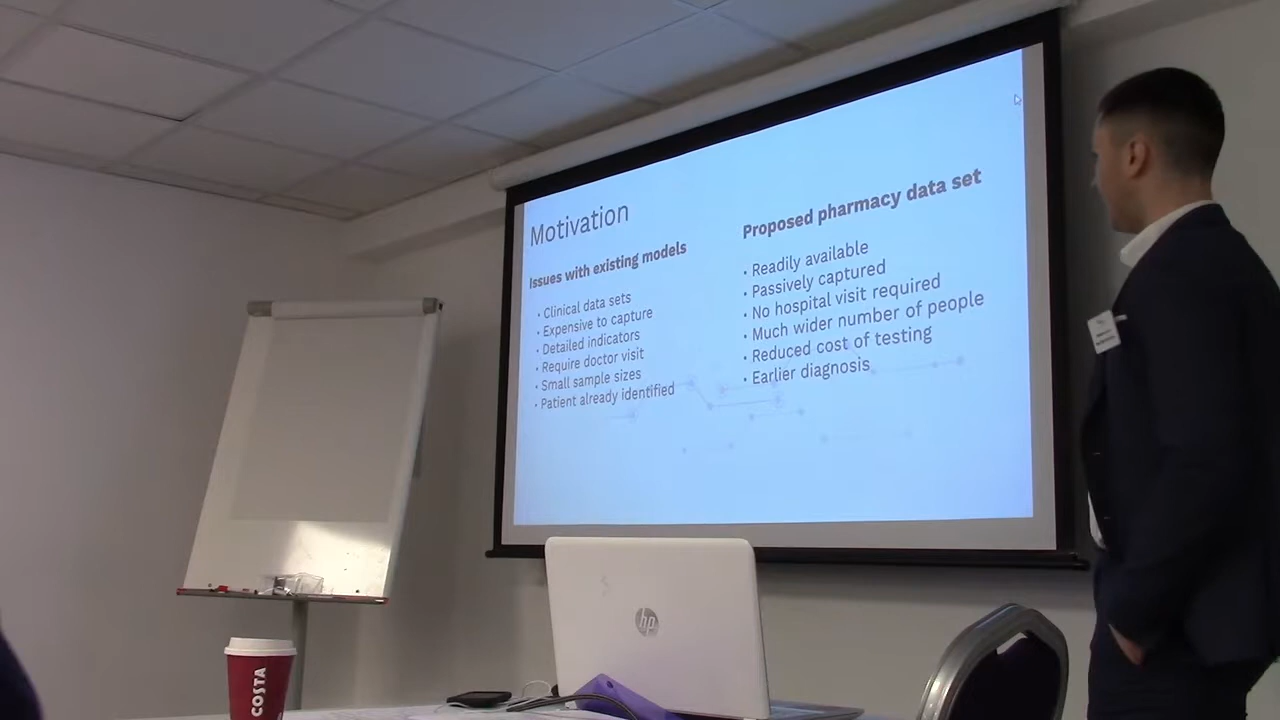 Motivation
Issues with existing models
• Clinical data sets
• Expensive to capture
• Detailed indicators
• Require doctor visit
• Small sample sizes
• Patient already identified
Proposed pharmacy data set
• Readily available
• Passively captured
• No hospital visit required
• Much wider number of people
• Reduced cost of testing
• Earlier diagnosis
hp
COSTA